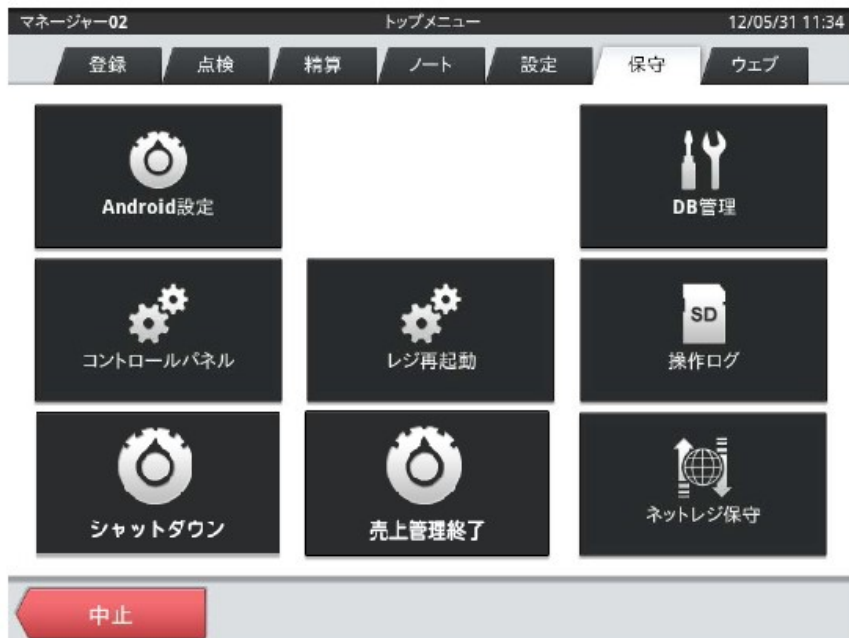 マネージャー02 トップメニュー 12/05/31 11:34
登録 点検 精算 ノート 設定 保守 ウェブ
Android設定 DB管理
SD
コントロールパネル レジ再起動 操作ログ
シャットダウン 売上管理終了 ネットレジ保守
中止